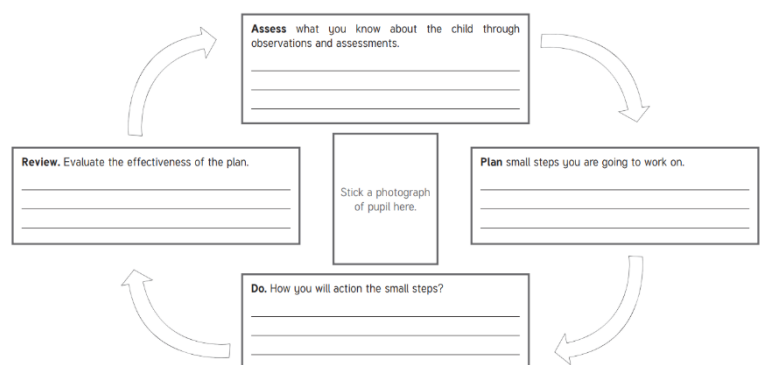 Assess what you know about the child through
observations and assessments.
Review. Evaluate the effectiveness of the plan.
Stick a photograph
of pupil here.
Plan small steps you are going to work on.
Do. How you will action the small steps?